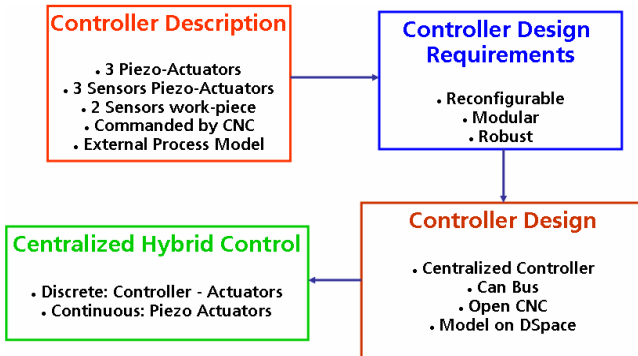 Controller Description
• 3 Piezo-Actuators
• 3 Sensors Piezo-Actuators
• 2 Sensors work-piece
• Commanded by CNC
• External Process Model
Controller Design
Requirements
• Reconfigurable
• Modular
• Robust
Controller Design
• Centralized Controller
• Can Bus
• Open CNC
• Model on DSpace
Centralized Hybrid Control
• Discrete: Controller - Actuators
• Continuous: Piezo Actuators